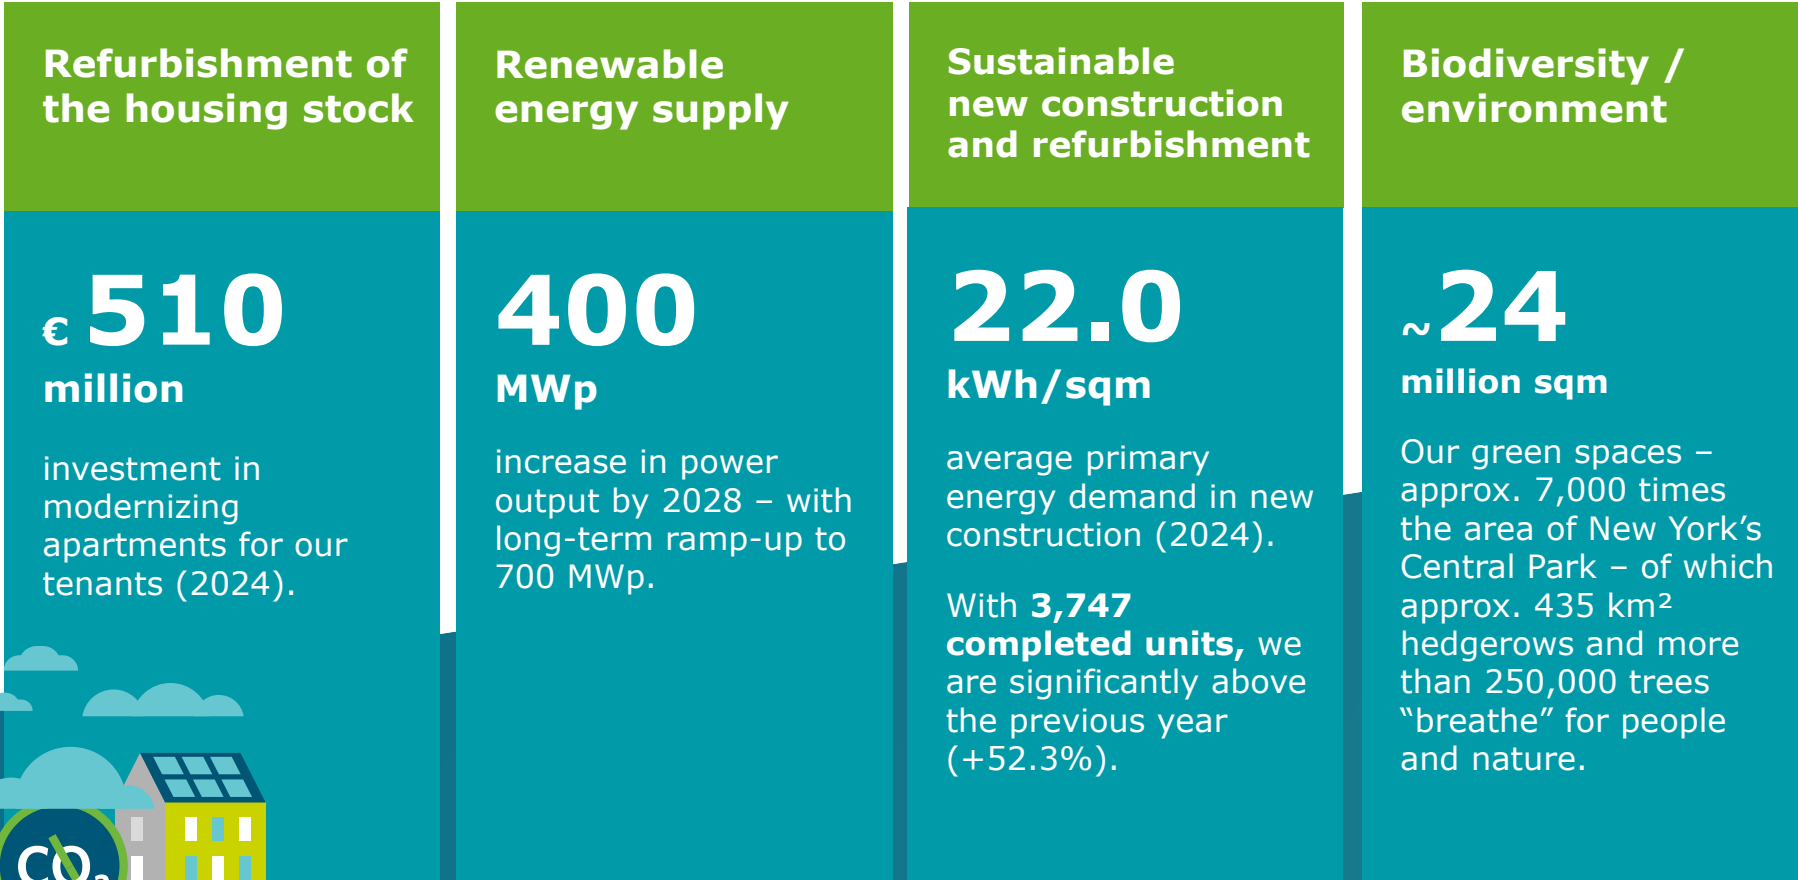 Refurbishment of
the housing stock
€ 510
million
investment in
modernizing
apartments for our
tenants (2024).
CO₂
Renewable
energy supply
400
MWp
increase in power
output by 2028 – with
long-term ramp-up to
700 MWp.
Sustainable
new construction
and refurbishment
22.0
kWh/sqm
average primary
energy demand in new
construction (2024).
With 3,747
completed units, we
are significantly above
the previous year
(+52.3%).
Biodiversity /
environment
~24
million sqm
Our green spaces –
approx. 7,000 times
the area of New York’s
Central Park – of which
approx. 435 km²
hedgerows and more
than 250,000 trees
“breathe” for people
and nature.